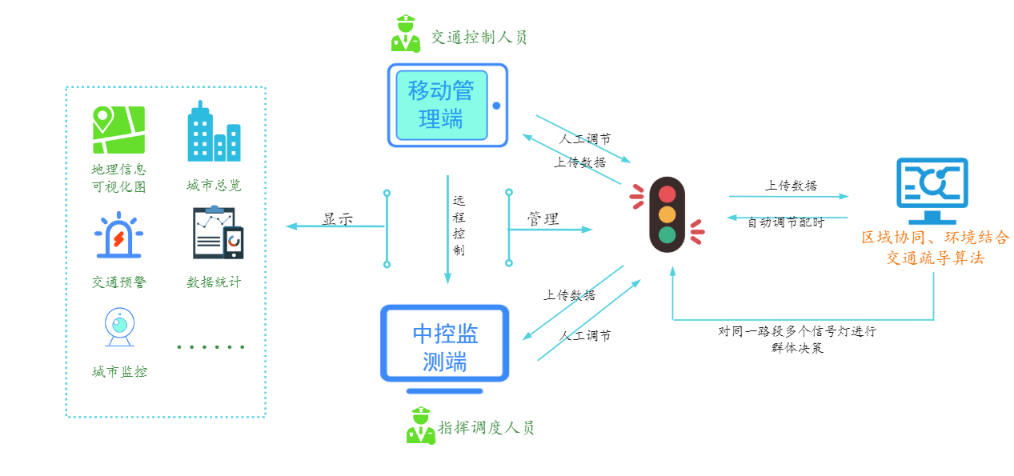 交通控制人员
移动管
理端
人工调节
上传数据
地理信息
可视化图
城市总览
交通预警
数据统计
城市监控
······
显示
远
程
控
制
管理
上传数据
自动调节配时
区域协同、环境结合
交通疏导算法
上传数据
人工调节
对同一路段多个信号灯进行
群体决策
中控监
测端
指挥调度人员